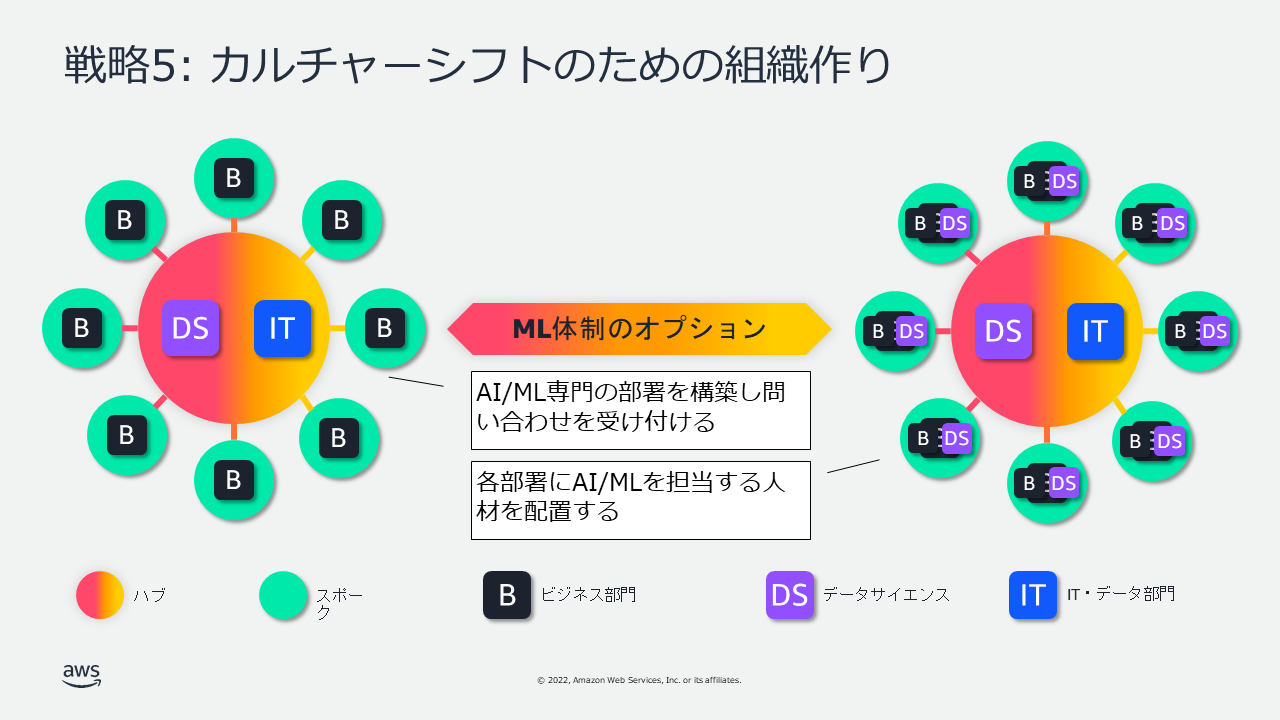 戦略5: カルチャーシフトのための組織作り
B
B
B
B
B
B
B
B
DS
IT
ML体制のオプション
AI/ML専門の部署を構築し問
い合わせを受け付ける
各部署にAI/MLを担当する人
材を配置する
B DS
B DS
B DS
B DS
B DS
B DS
B DS
B DS
DS
IT
ハブ
スポー
ク
B
ビジネス部門
DS
データサイエンス
IT
IT・データ部門
aws
© 2022, Amazon Web Services, Inc. or its affiliates.